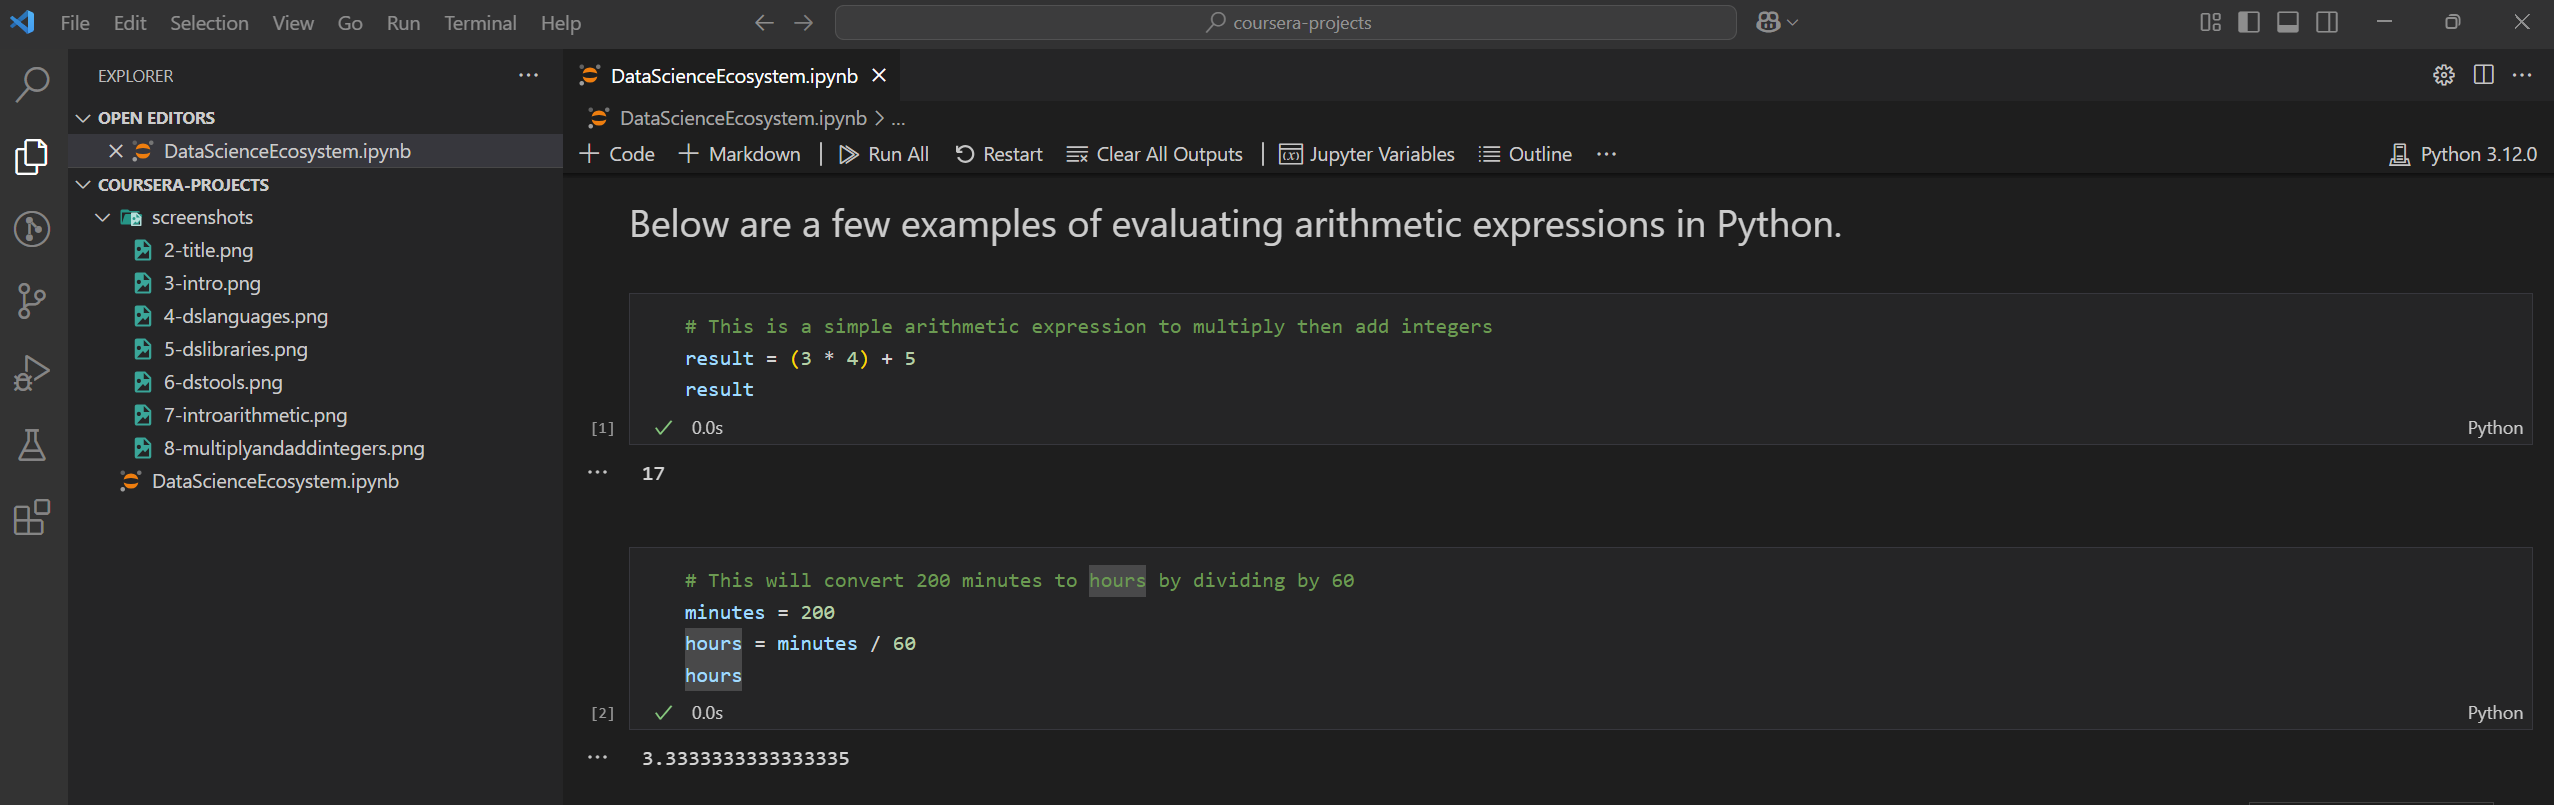 File Edit Selection View Go Run Terminal Help
coursera-projects
EXPLORER
OPEN EDITORS
DataScienceEcosystem.ipynb
COURSERA-PROJECTS
screenshots
2-title.png
3-intro.png
4-dslanguages.png
5-dslibraries.png
6-dstools.png
7-introarithmetic.png
8-multiplyandaddintegers.png
DataScienceEcosystem.ipynb
DataScienceEcosystem.ipynb
DataScienceEcosystem.ipynb > ...
+ Code + Markdown | Run All Restart Clear All Outputs | Jupyter Variables Outline ...
Python 3.12.0
Below are a few examples of evaluating arithmetic expressions in Python.
# This is a simple arithmetic expression to multiply then add integers
result = (3 * 4) + 5
result
[1] ✓ 0.0s Python
... 17
# This will convert 200 minutes to hours by dividing by 60
minutes = 200
hours = minutes / 60
hours
[2] ✓ 0.0s Python
... 3.3333333333333335